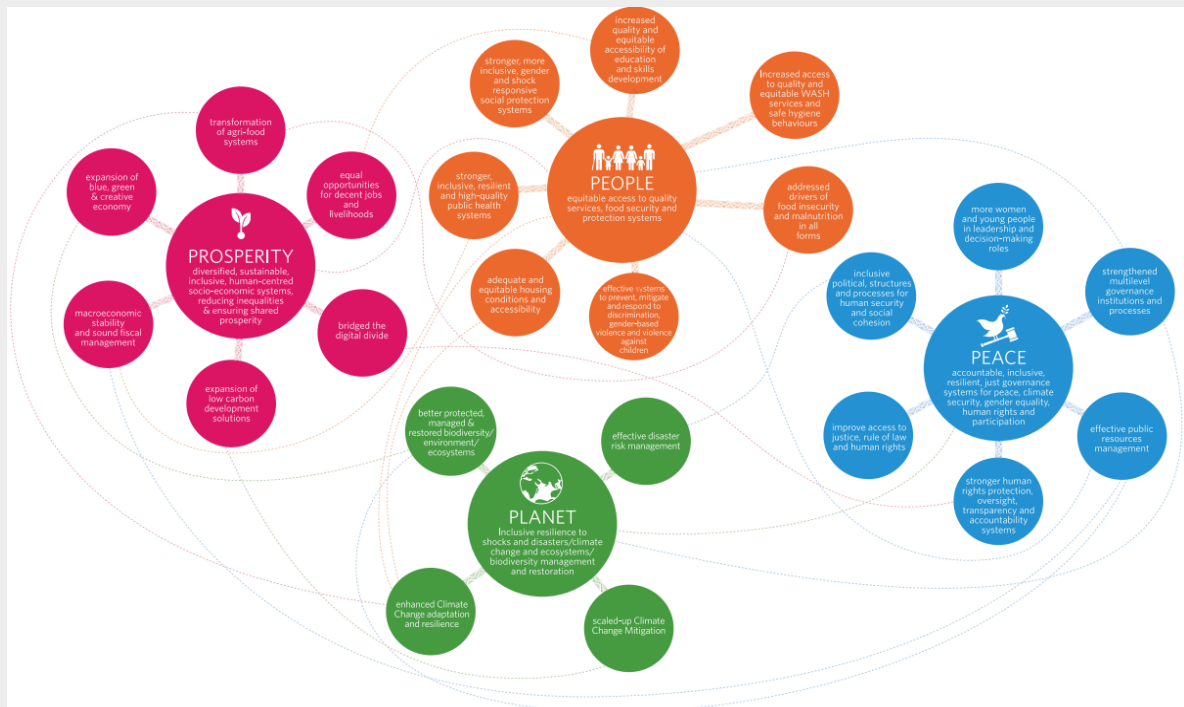 transformation
of agri-food
systems
expansion of
blue, green
& creative
economy
equal
opportunities
for decent jobs
and
livelihoods
PROSPERITY
diversified, sustainable,
inclusive, human-centred
socio-economic systems,
reducing inequalities
& ensuring shared
prosperity
macroeconomic
stability
and sound fiscal
management
bridged the
digital divide
expansion of
low carbon
development
solutions
increased
quality and
equitable
accessibility of
education
and skills
development
stronger, more
inclusive, gender
and shock
responsive
social protection
systems
Increased access
to quality and
equitable WASH
services and
safe hygiene
behaviours
PEOPLE
equitable access to quality
services, food security and
protection systems
stronger,
inclusive, resilient
and high-quality
public health
systems
addressed
drivers of
food insecurity
and malnutrition
in all
forms
adequate and
equitable housing
conditions and
accessibility
effective systems
to prevent, mitigate
and respond to
discrimination,
gender-based
violence and violence
against
children
more women
and young people
in leadership and
decision-making
roles
inclusive
political, structures
and processes for
human security
and social
cohesion
strengthened
multilevel
governance
institutions and
processes
PEACE
accountable, inclusive,
resilient, just governance
systems for peace, climate
security, gender equality,
human rights and
participation
improve access to
justice, rule of law
and human rights
effective public
resources
management
stronger human
rights protection,
oversight,
transparency and
accountability
systems
better protected,
managed &
restored biodiversity/
environment/
ecosystems
effective disaster
risk management
PLANET
Inclusive resilience to
shocks and disasters/climate
change and ecosystems/
biodiversity management
and restoration
enhanced Climate
Change adaptation
and resilience
scaled-up Climate
Change Mitigation